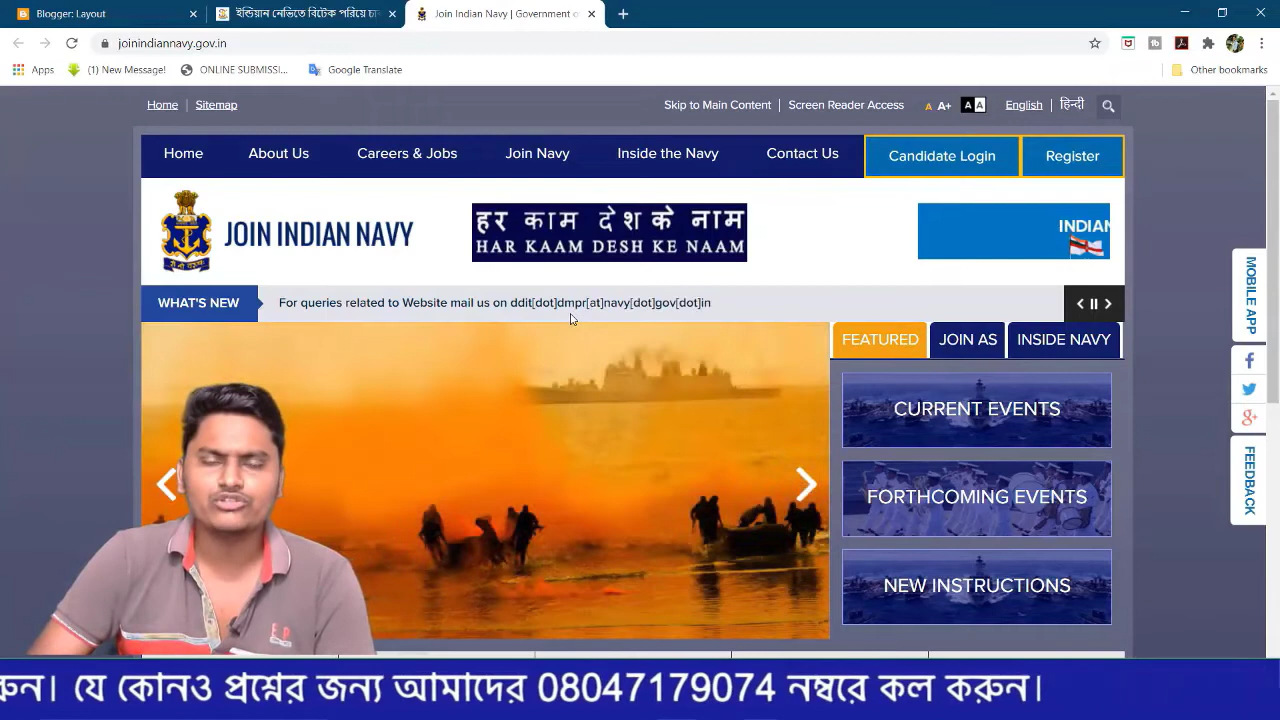 Blogger: Layout
ইন্ডিয়ান নেভিতে বিটেক পরিয়ে চা
Join Indian Navy | Government o
joinindiannavy.gov.in
Apps
(1) New Message!
ONLINE SUBMISSI...
Google Translate
Other bookmarks
Home | Sitemap
Skip to Main Content | Screen Reader Access
A A+ A A
English | हिन्दी
Home
About Us
Careers & Jobs
Join Navy
Inside the Navy
Contact Us
Candidate Login
Register
JOIN INDIAN NAVY
हर काम देश के नाम
HAR KAAM DESH KE NAAM
INDIAN
WHAT'S NEW
For queries related to Website mail us on ddit[dot]dmpr[at]navy[dot]gov[dot]in
FEATURED
JOIN AS
INSIDE NAVY
CURRENT EVENTS
FORTHCOMING EVENTS
NEW INSTRUCTIONS
MOBILE APP
FEEDBACK
রুন। যে কোনও প্রশ্নের জন্য আমাদের 08047179074 নম্বরে কল করুন।